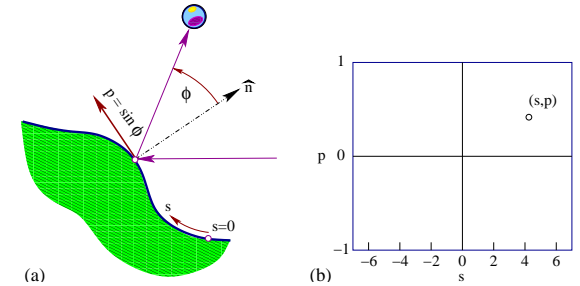 n̂
ϕ
p = sin ϕ
s
s=0
(a)
1
(s,p)
p 0
−1
−6 −4 −2 0 2 4 6
s
(b)